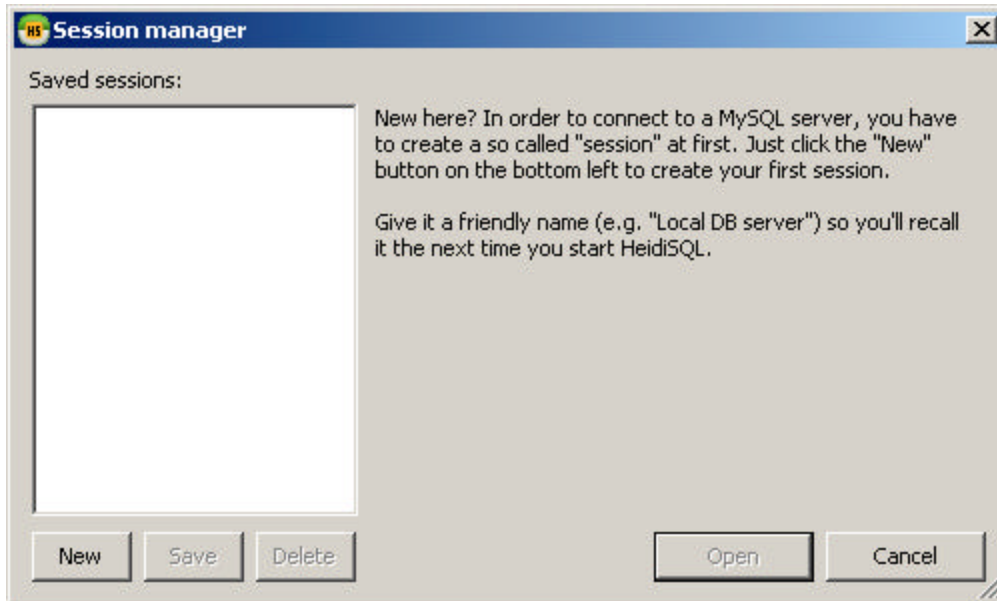 HS Session manager
Saved sessions:
New here? In order to connect to a MySQL server, you have
to create a so called "session" at first. Just click the "New"
button on the bottom left to create your first session.
Give it a friendly name (e.g. "Local DB server") so you'll recall
it the next time you start HeidiSQL.
New Save Delete Open Cancel